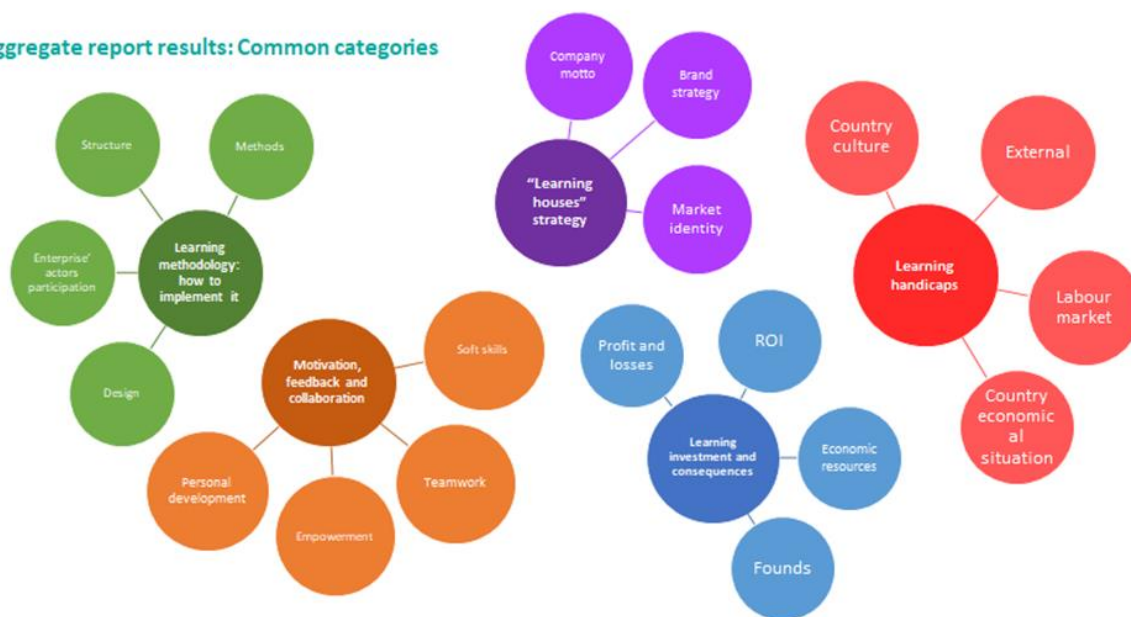 ggregate report results: Common categories
Structure
Methods
Enterprise'
actors
participation
Learning
methodology:
how to
implement it
Design
Company
motto
Brand
strategy
"Learning
houses"
strategy
Market
identity
Country
culture
External
Learning
handicaps
Labour
market
Country
economic
al
situation
Motivation,
feedback and
collaboration
Soft skills
Personal
development
Empowerment
Teamwork
Profit and
losses
ROI
Learning
investment and
consequences
Economic
resources
Founds